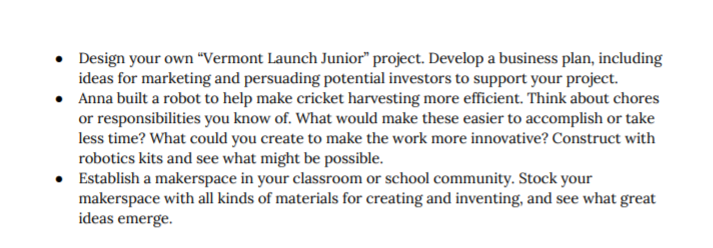 ● Design your own “Vermont Launch Junior” project. Develop a business plan, including
ideas for marketing and persuading potential investors to support your project.
● Anna built a robot to help make cricket harvesting more efficient. Think about chores
or responsibilities you know of. What would make these easier to accomplish or take
less time? What could you create to make the work more innovative? Construct with
robotics kits and see what might be possible.
● Establish a makerspace in your classroom or school community. Stock your
makerspace with all kinds of materials for creating and inventing, and see what great
ideas emerge.